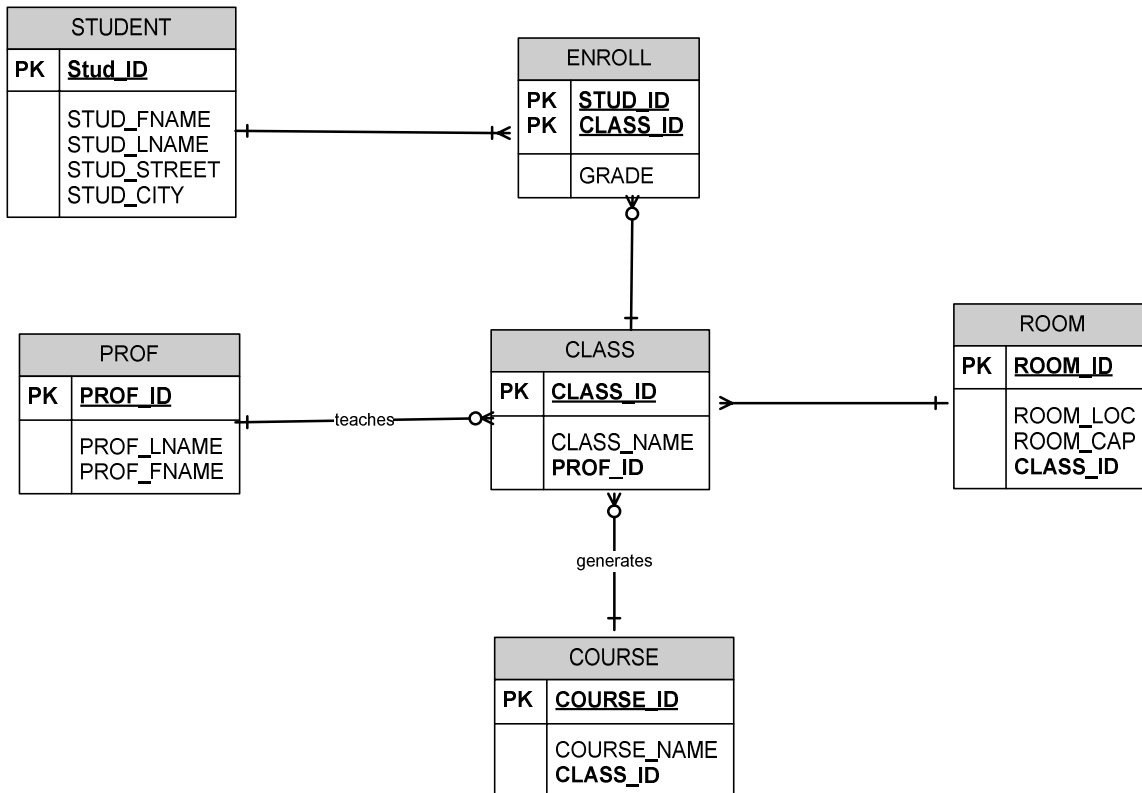 STUDENT
PK Stud_ID
STUD_FNAME
STUD_LNAME
STUD_STREET
STUD_CITY
ENROLL
PK STUD_ID
PK CLASS_ID
GRADE
PROF
PK PROF_ID
PROF_LNAME
PROF_FNAME
teaches
CLASS
PK CLASS_ID
CLASS_NAME
PROF_ID
ROOM
PK ROOM_ID
ROOM_LOC
ROOM_CAP
CLASS_ID
generates
COURSE
PK COURSE_ID
COURSE_NAME
CLASS_ID